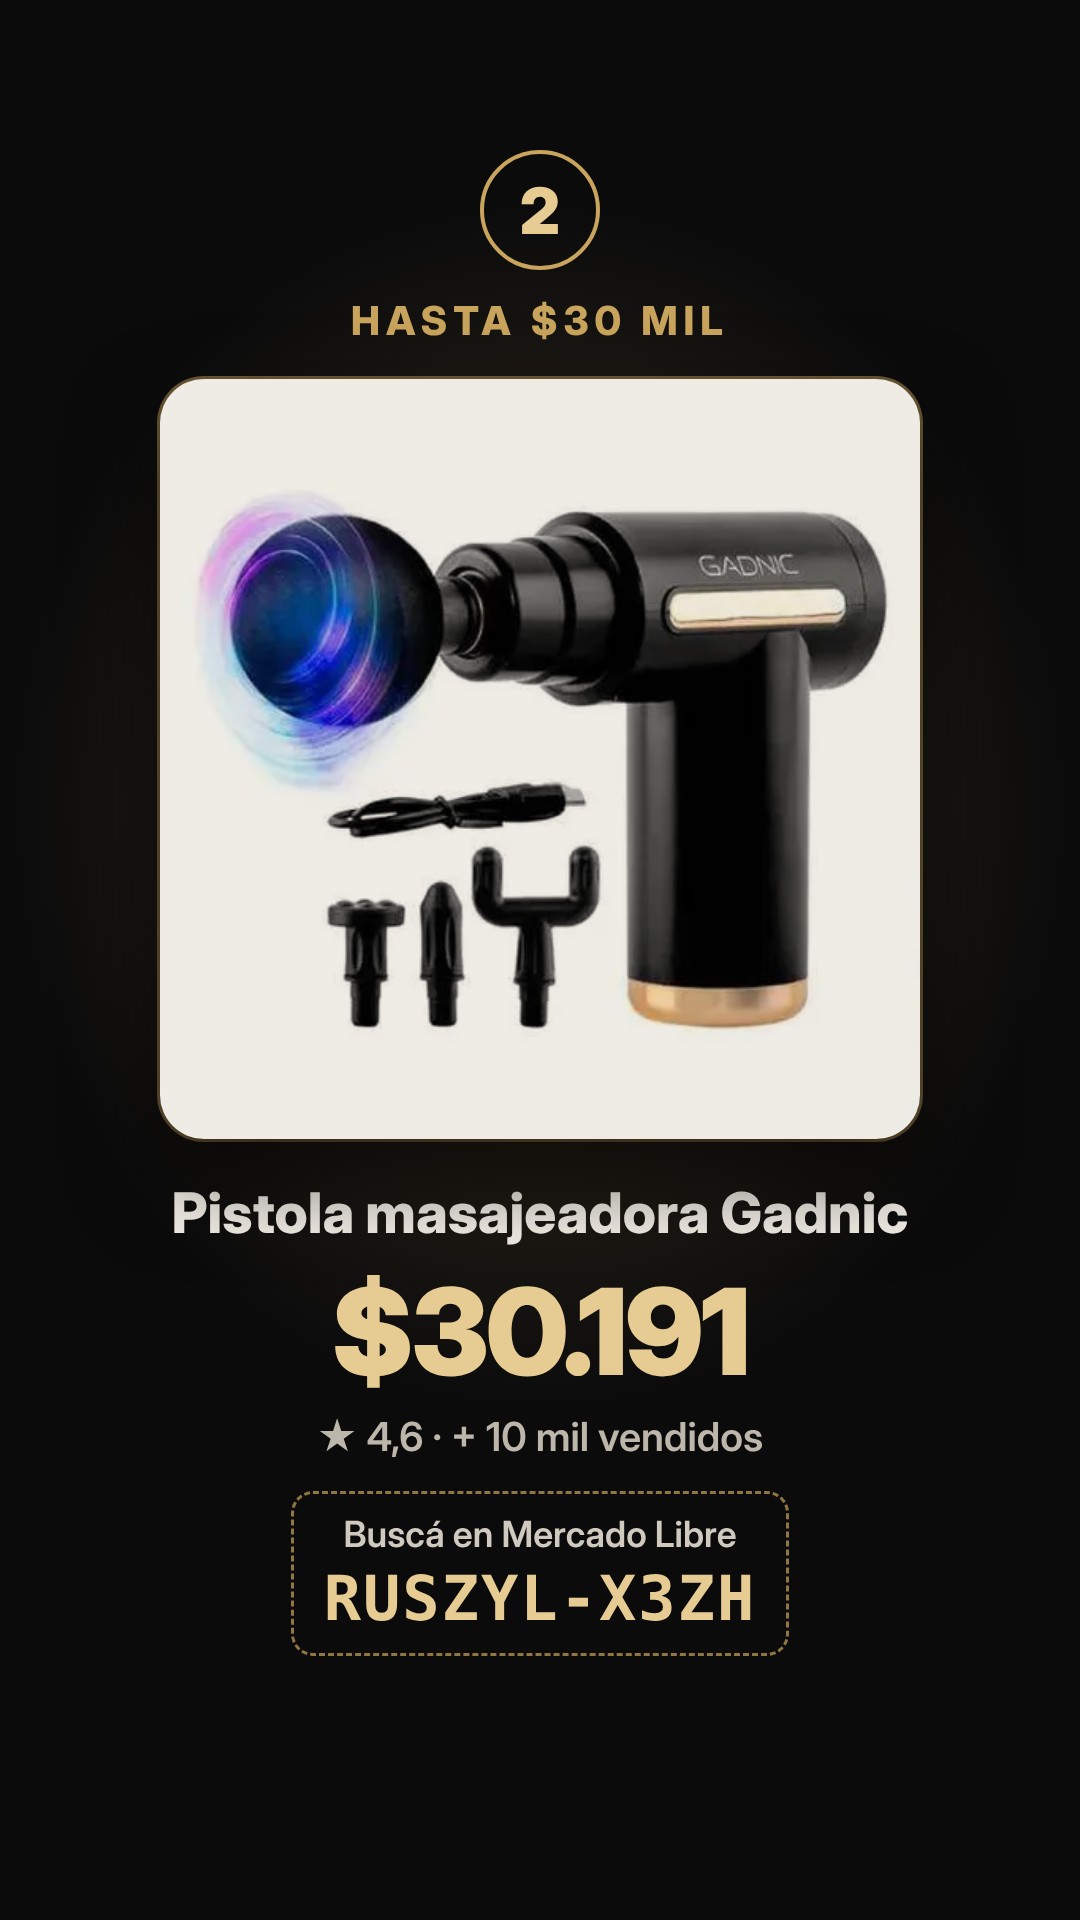 2
HASTA $30 MIL
GADNIC
Pistola masajeadora Gadnic
$30.191
★ 4,6 · + 10 mil vendidos
Buscá en Mercado Libre
RUSZYL-X3ZH